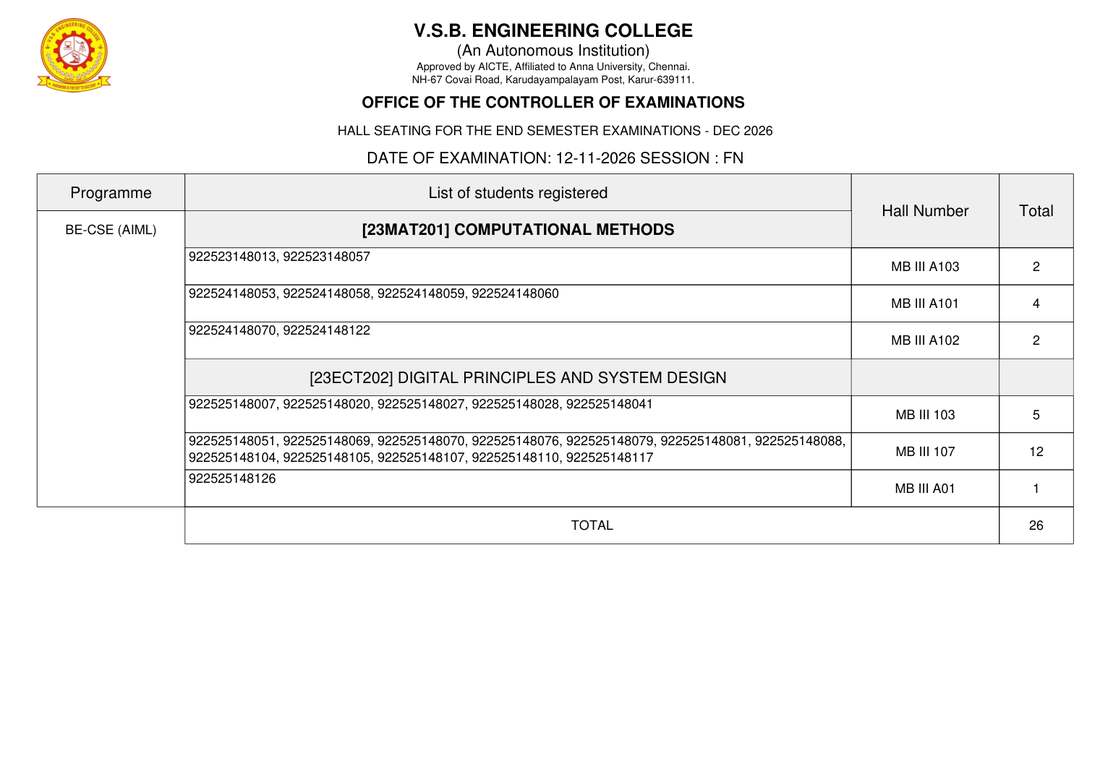 V.S.B. ENGINEERING COLLEGE
(An Autonomous Institution)
Approved by AICTE, Affiliated to Anna University, Chennai.
NH-67 Covai Road, Karudayampalayam Post, Karur-639111.
OFFICE OF THE CONTROLLER OF EXAMINATIONS
HALL SEATING FOR THE END SEMESTER EXAMINATIONS - DEC 2026
DATE OF EXAMINATION: 12-11-2026 SESSION : FN
Programme List of students registered Hall Number Total
BE-CSE (AIML) [23MAT201] COMPUTATIONAL METHODS
922523148013, 922523148057 MB III A103 2
922524148053, 922524148058, 922524148059, 922524148060 MB III A101 4
922524148070, 922524148122 MB III A102 2
[23ECT202] DIGITAL PRINCIPLES AND SYSTEM DESIGN
922525148007, 922525148020, 922525148027, 922525148028, 922525148041 MB III 103 5
922525148051, 922525148069, 922525148070, 922525148076, 922525148079, 922525148081, 922525148088,
922525148104, 922525148105, 922525148107, 922525148110, 922525148117 MB III 107 12
922525148126 MB III A01 1
TOTAL 26